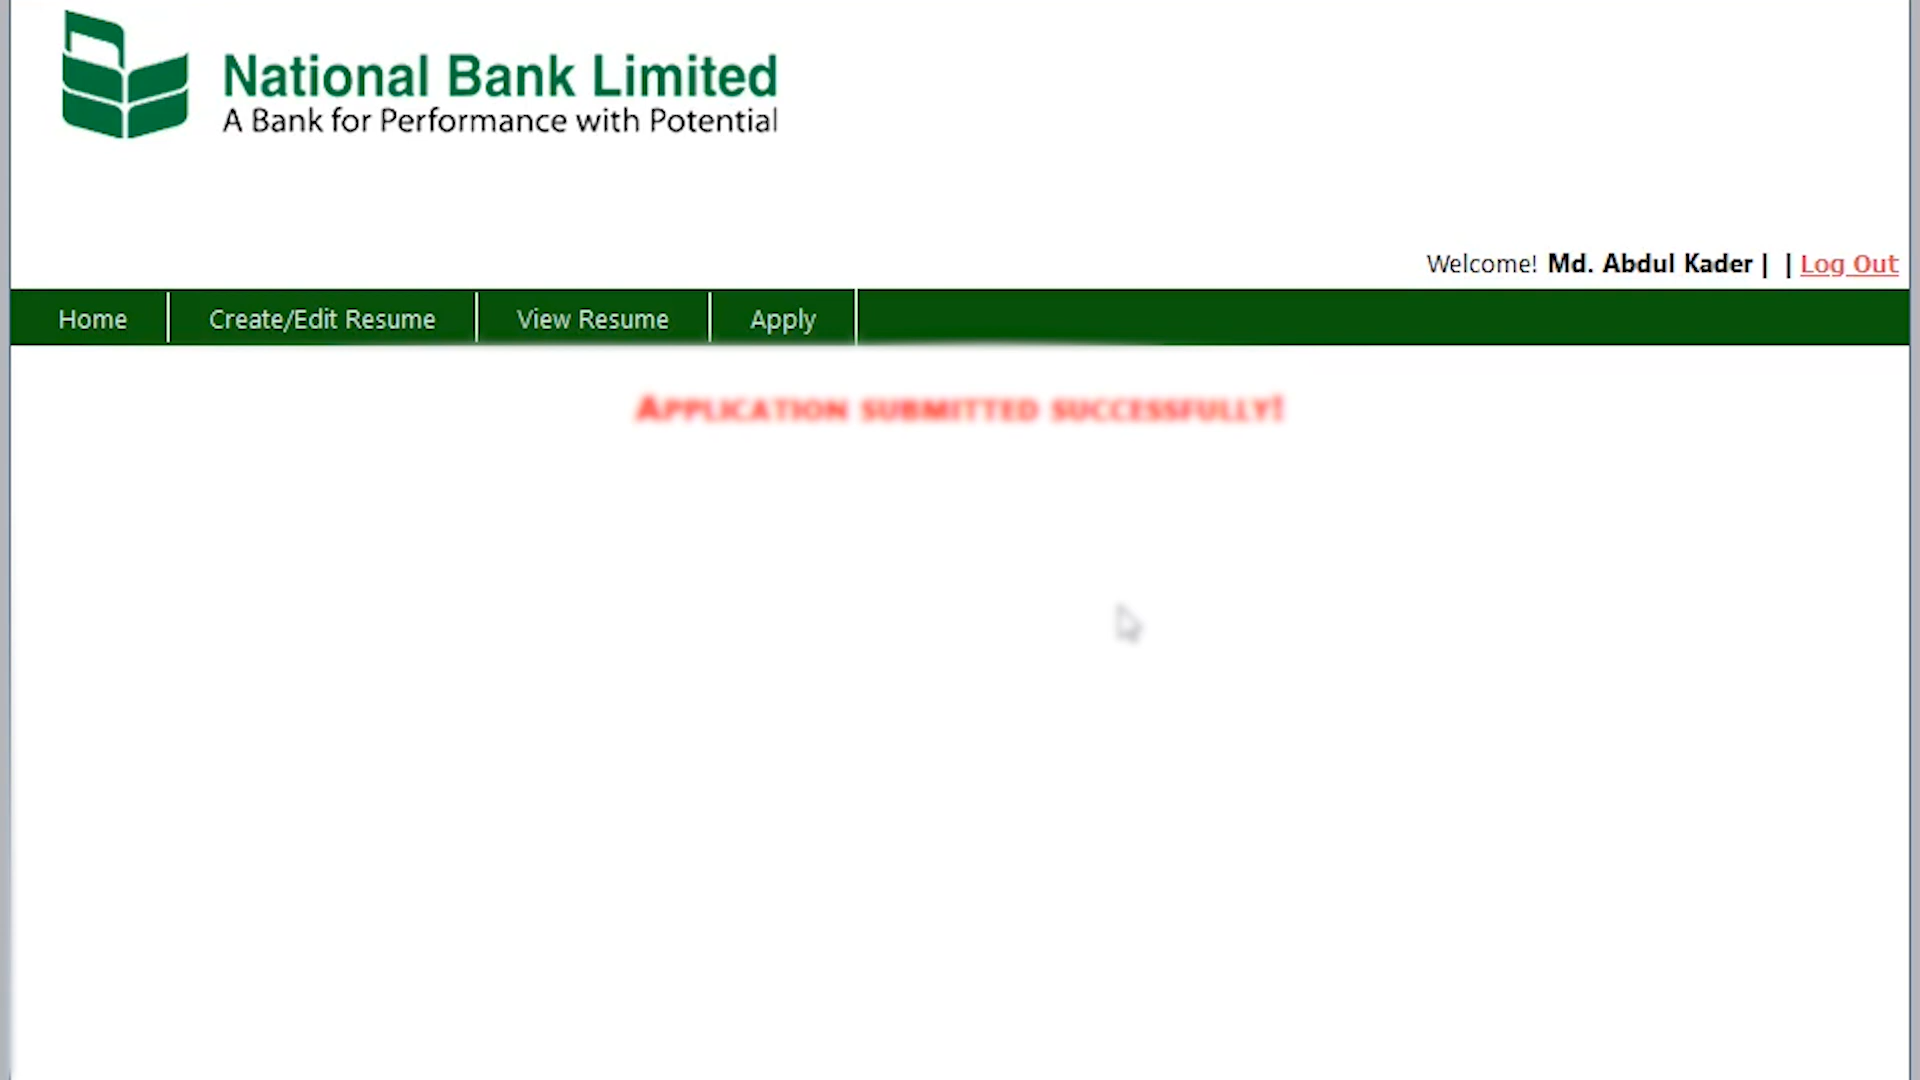 National Bank Limited
A Bank for Performance with Potential
Welcome! Md. Abdul Kader | | Log Out
Home Create/Edit Resume View Resume Apply
APPLICATION SUBMITTED SUCCESSFULLY!